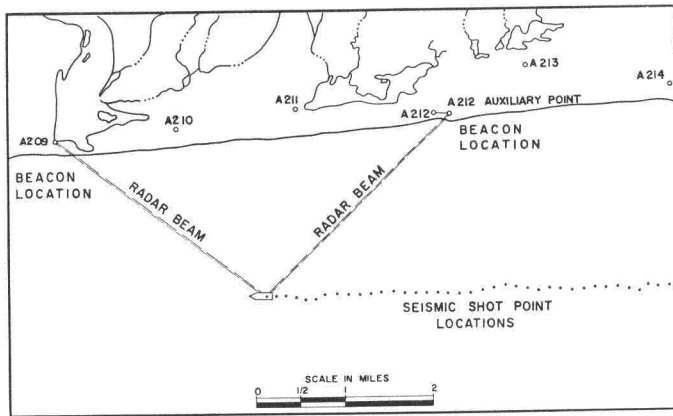 A213
A214
A211
A212 A212 AUXILIARY POINT
A210
BEACON
LOCATION
A209
BEACON
LOCATION
RADAR BEAM
RADAR BEAM
SEISMIC SHOT POINT
LOCATIONS
SCALE IN MILES
0 1/2 1 2